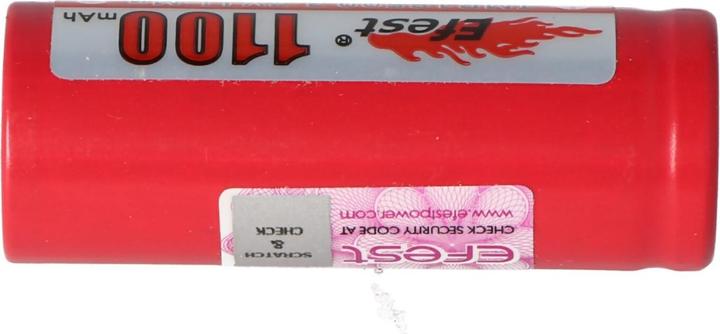 Efest®
1100 mAh
Efest
CHECK SECURITY CODE AT
www.efestpower.com
SCRATCH
&
CHECK